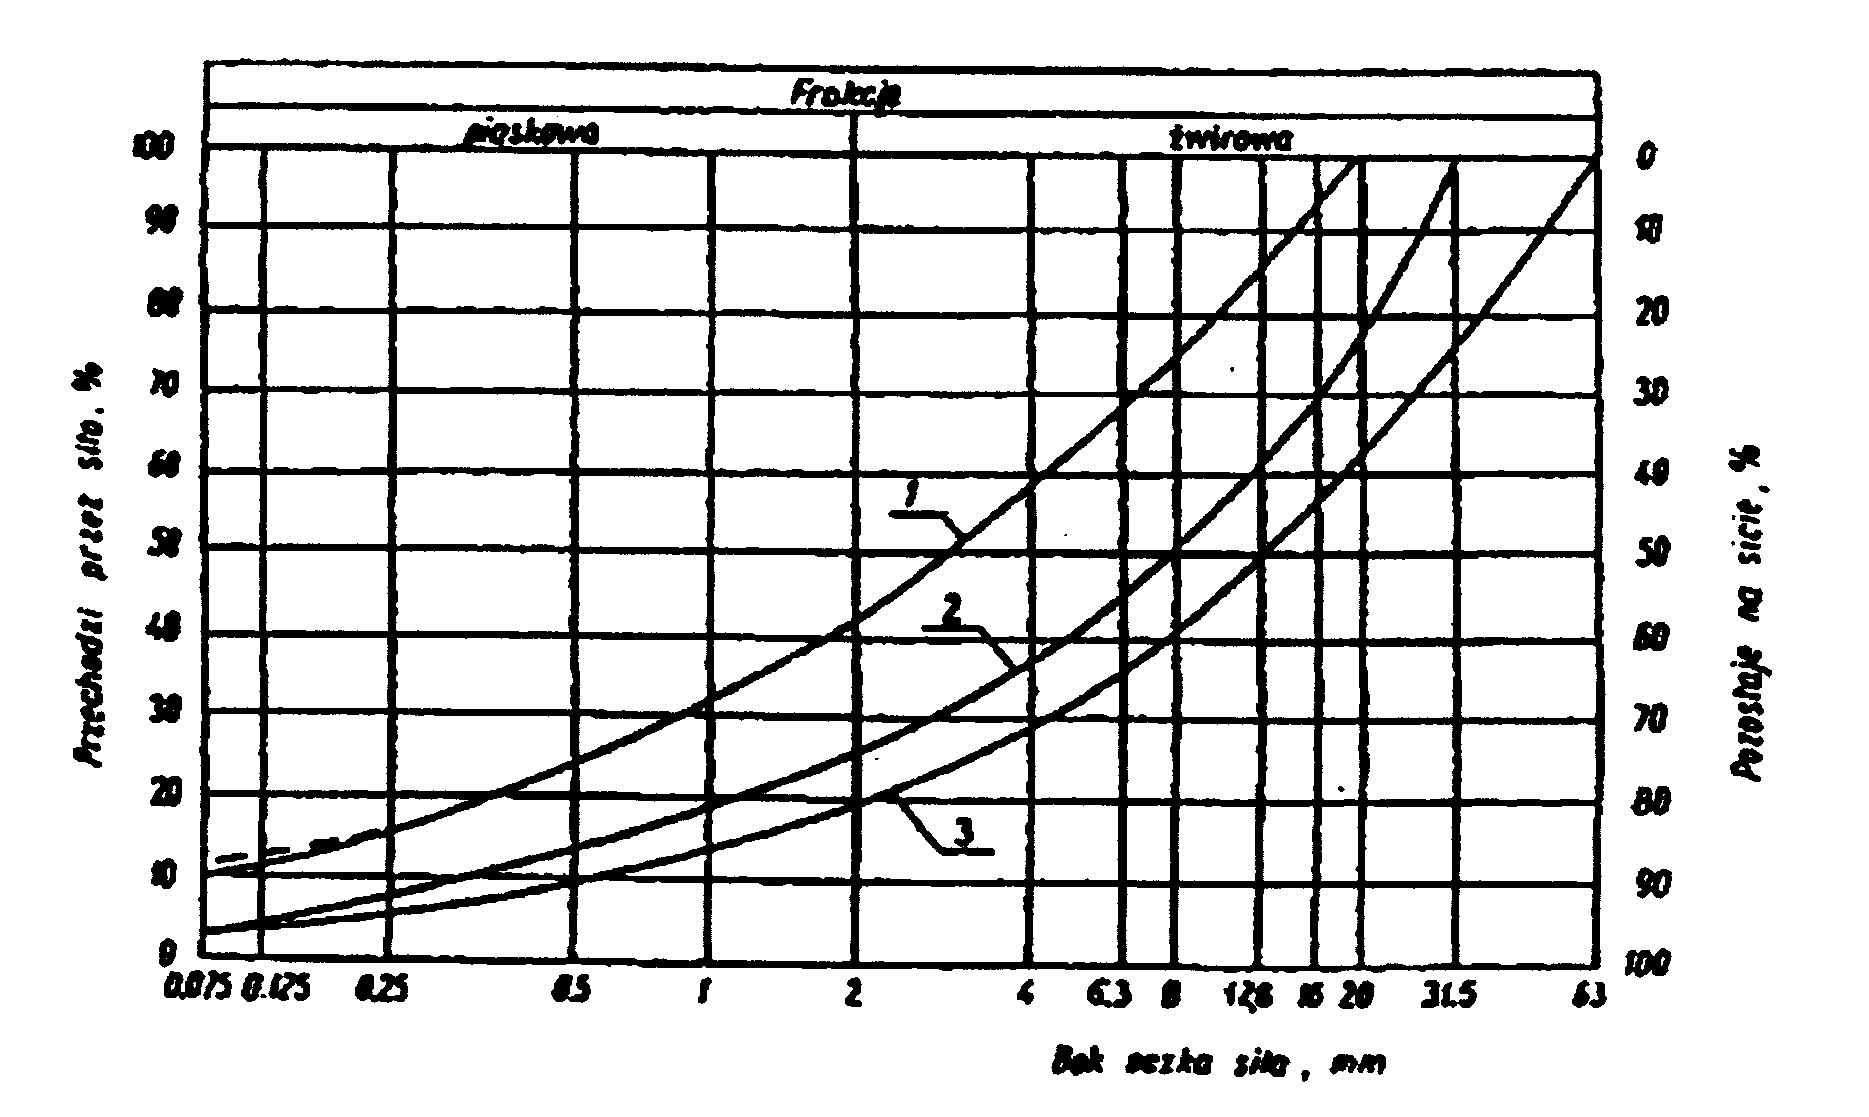 Frakcje
piaskowa żwirowa
100 0
90 10
80 20
70 30
60 40
50 50
40 60
30 70
20 80
10 90
0 100
Przechodzi przez sito, %
Pozostaje na sicie, %
1
2
3
0.075 0.125 0.25 0.5 1 2 4 6.3 8 12,8 16 20 31.5 63
Bok oczka sita, mm